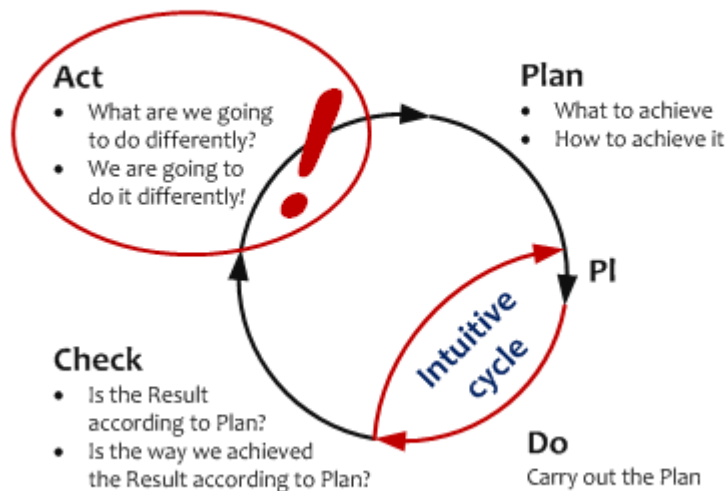 Act
• What are we going
to do differently?
• We are going to
do it differently!
!
Plan
• What to achieve
• How to achieve it
Pl
Intuitive
cycle
Check
• Is the Result
according to Plan?
• Is the way we achieved
the Result according to Plan?
Do
Carry out the Plan